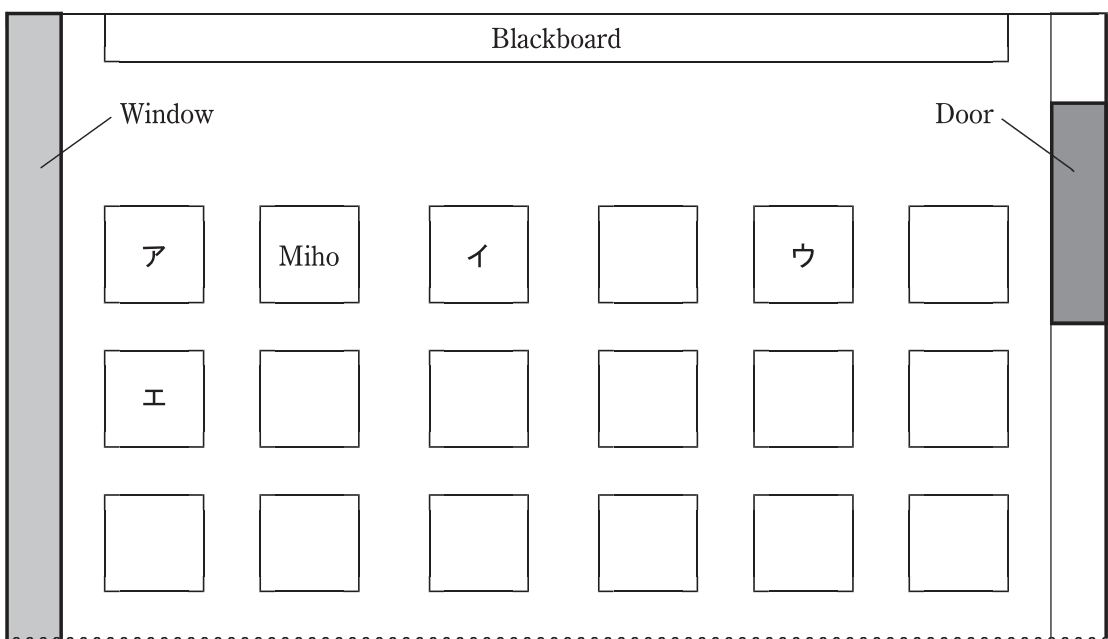 Blackboard
Window
Door
ア
Miho
イ
ウ
エ